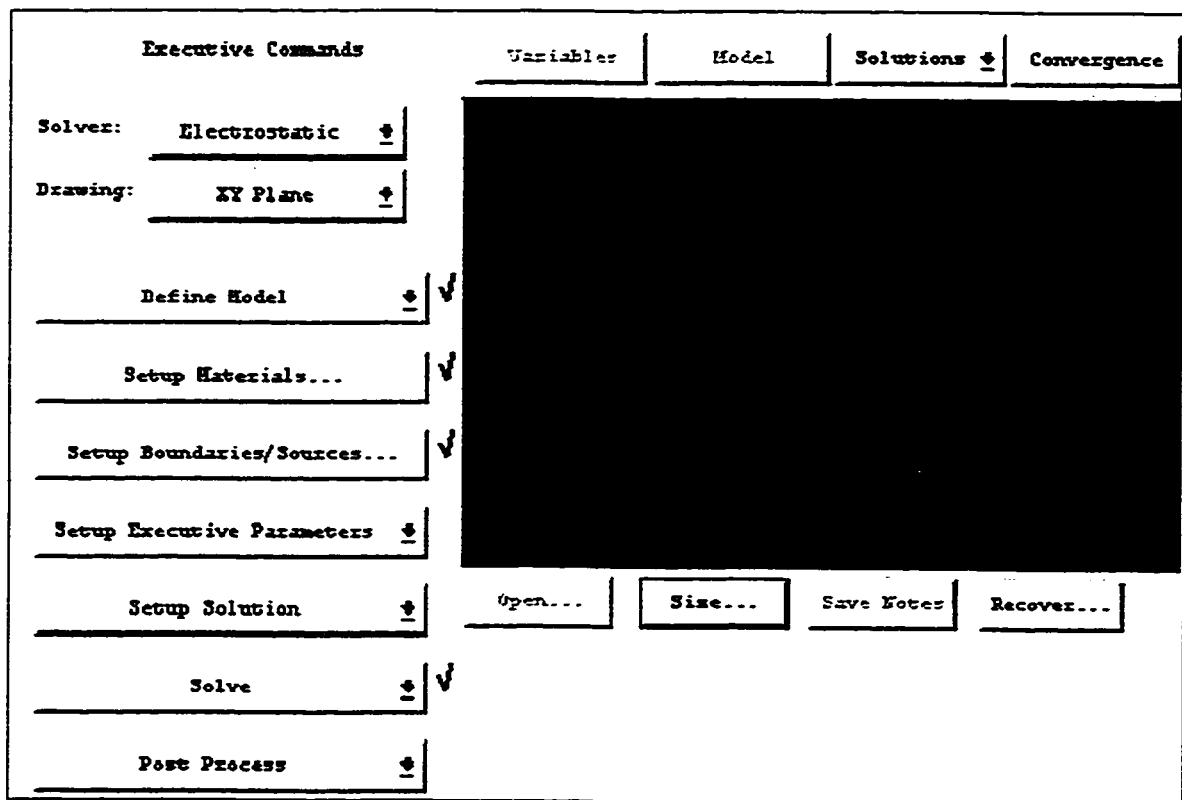 Executive Commands
Variables
Model
Solutions
Convergence
Solver:
Electrostatic
Drawing:
XY Plane
Define Model
Setup Materials...
Setup Boundaries/Sources...
Setup Executive Parameters
Setup Solution
Solve
Post Process
Open...
Size...
Save Notes
Recover...